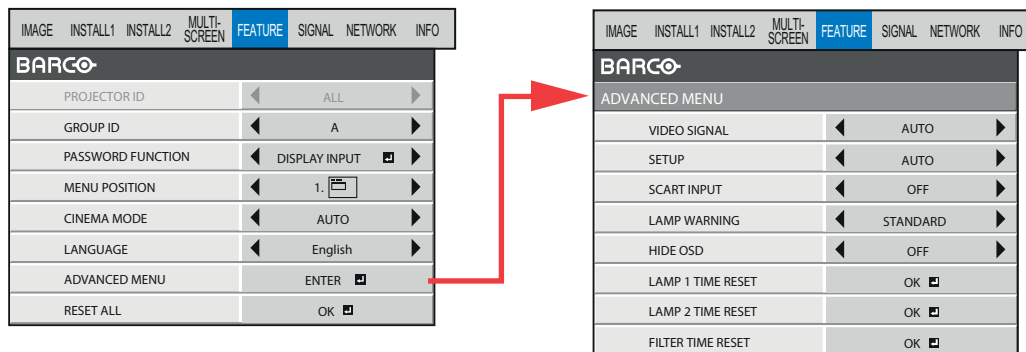 IMAGE INSTALL1 INSTALL2 MULTI-SCREEN FEATURE SIGNAL NETWORK INFO
BARCO
PROJECTOR ID ALL
GROUP ID A
PASSWORD FUNCTION DISPLAY INPUT
MENU POSITION 1.
CINEMA MODE AUTO
LANGUAGE English
ADVANCED MENU ENTER
RESET ALL OK
IMAGE INSTALL1 INSTALL2 MULTI-SCREEN FEATURE SIGNAL NETWORK INFO
BARCO
ADVANCED MENU
VIDEO SIGNAL AUTO
SETUP AUTO
SCART INPUT OFF
LAMP WARNING STANDARD
HIDE OSD OFF
LAMP 1 TIME RESET OK
LAMP 2 TIME RESET OK
FILTER TIME RESET OK